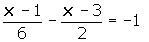 (x - 1)/6 - (x - 3)/2 = -1